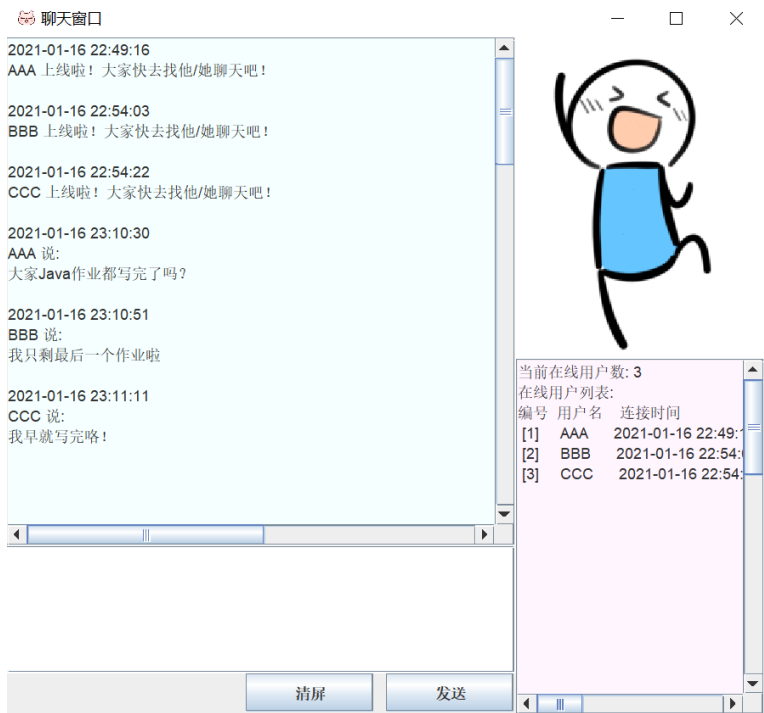 聊天窗口
2021-01-16 22:49:16
AAA 上线啦！大家快去找他/她聊天吧！
2021-01-16 22:54:03
BBB 上线啦！大家快去找他/她聊天吧！
2021-01-16 22:54:22
CCC 上线啦！大家快去找他/她聊天吧！
2021-01-16 23:10:30
AAA 说:
大家Java作业都写完了吗?
2021-01-16 23:10:51
BBB 说:
我只剩最后一个作业啦
2021-01-16 23:11:11
CCC 说:
我早就写完咯！
清屏 发送
当前在线用户数: 3
在线用户列表:
编号 用户名 连接时间
[1] AAA 2021-01-16 22:49:
[2] BBB 2021-01-16 22:54:
[3] CCC 2021-01-16 22:54: